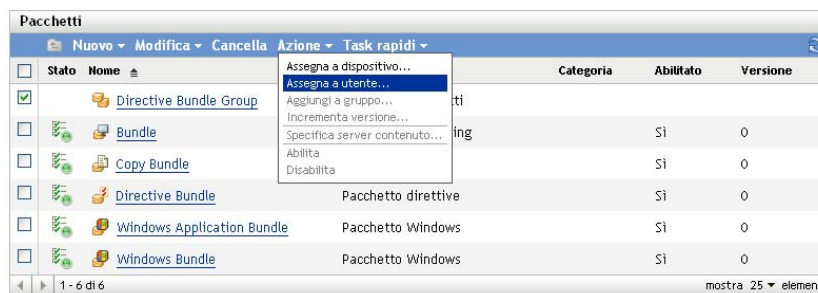 Pacchetti
Nuovo Modifica Cancella Azione Task rapidi
Stato Nome Categoria Abilitato Versione
Assegna a dispositivo...
Assegna a utente...
Aggiungi a gruppo...
Incrementa versione...
Specifica server contenuto...
Abilita
Disabilita
Directive Bundle Group
Bundle Sì 0
Copy Bundle Sì 0
Directive Bundle Pacchetto direttive Sì 0
Windows Application Bundle Pacchetto Windows Sì 0
Windows Bundle Pacchetto Windows Sì 0
1 - 6 di 6 mostra 25 elemen